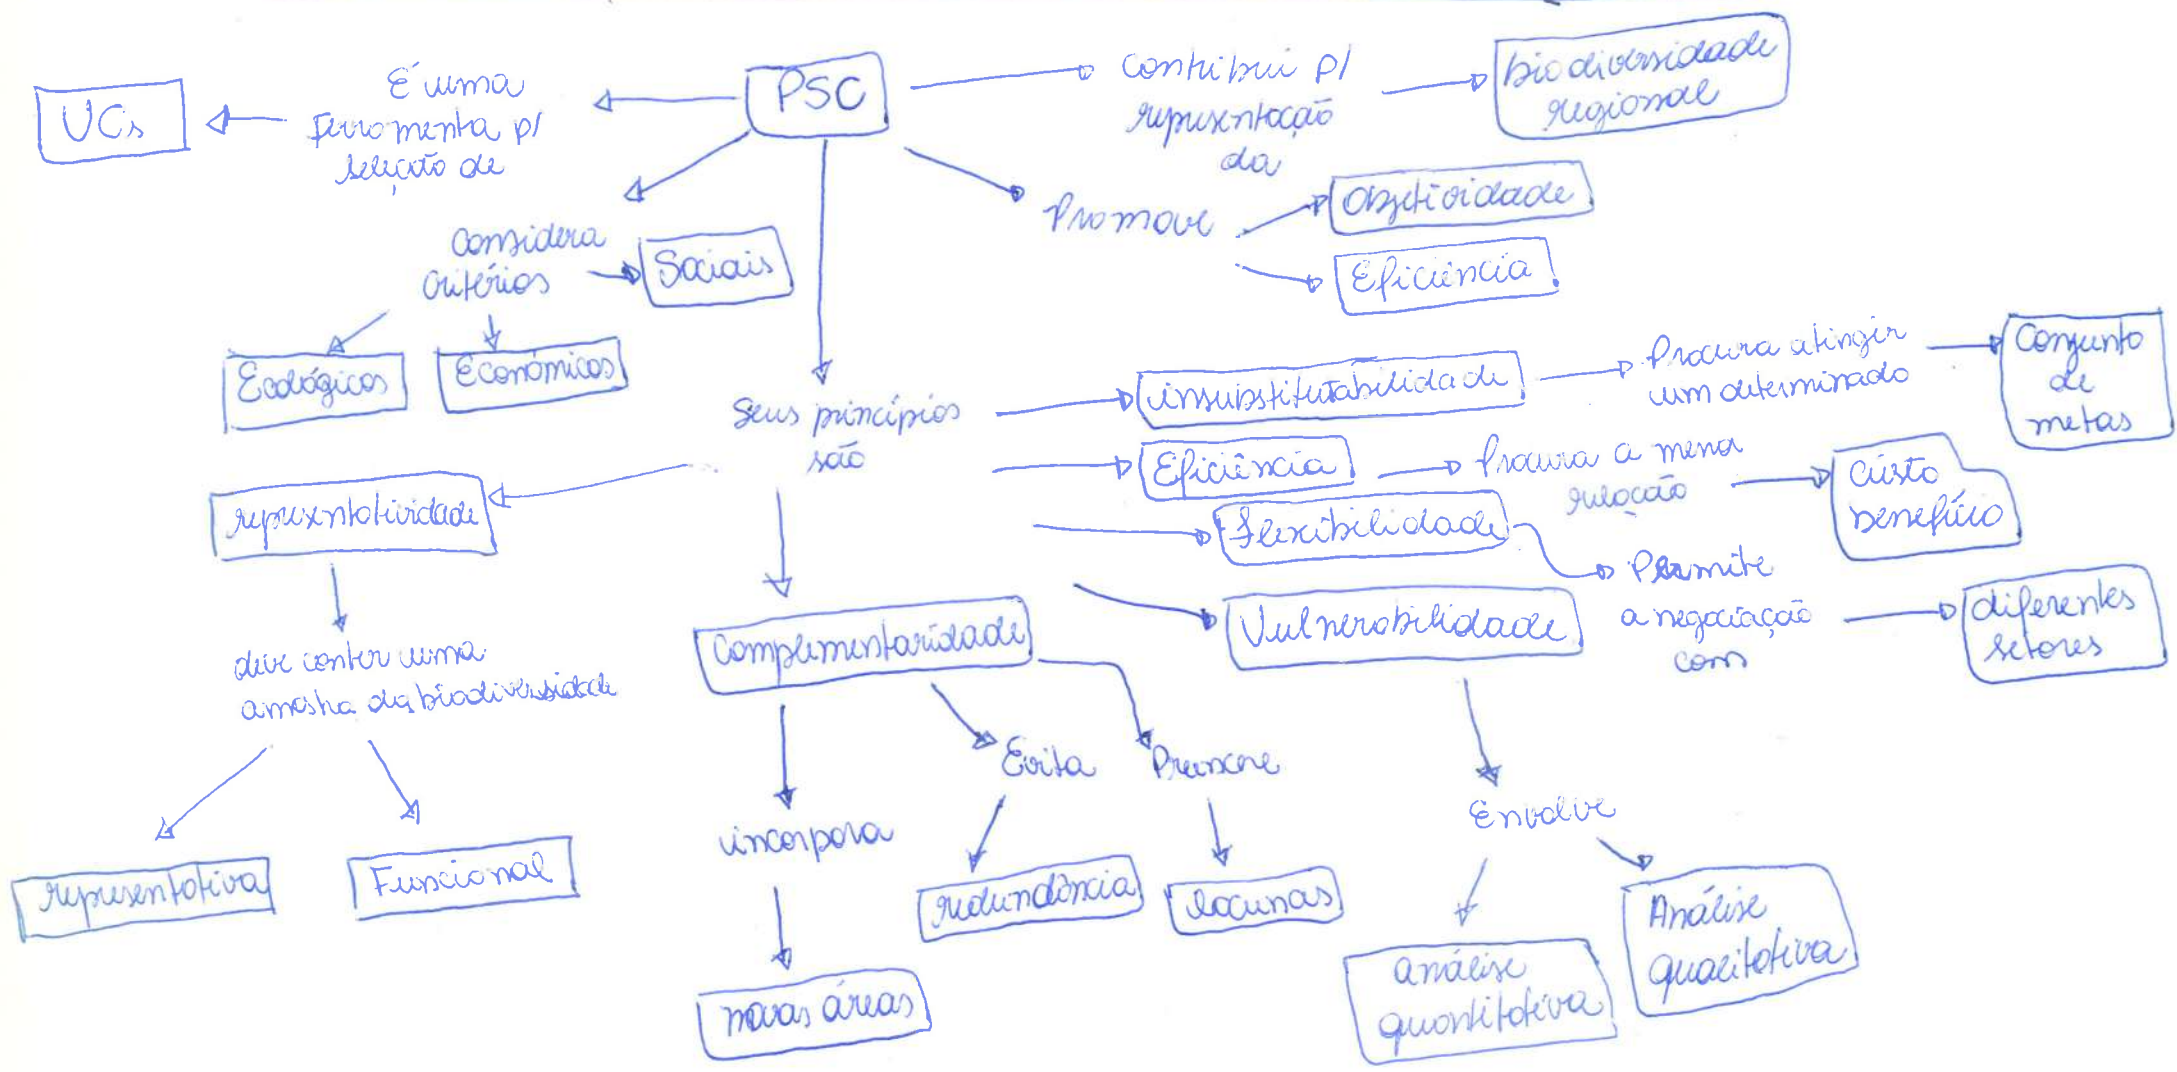 PSC
É uma
Ferramenta p/
seleção de
UCs
Contribui p/
representação
da
biodiversidade
regional
Promove
Objetividade
Eficiência
Considera
Critérios
Sociais
Ecológicos
Econômicos
Seus princípios
são
insubstitutabilidade
Procura atingir
um determinado
Conjunto
de
metas
Eficiência
Procura a menor
relação
Custo
benefício
Flexibilidade
Permite
a negociação
com
diferentes
setores
Vulnerabilidade
Envolve
análise
quantitativa
Análise
qualitativa
representatividade
deve conter uma
amostra da biodiversidade
representativa
Funcional
Complementaridade
incorpora
novas áreas
Evita
redundância
Preenche
lacunas